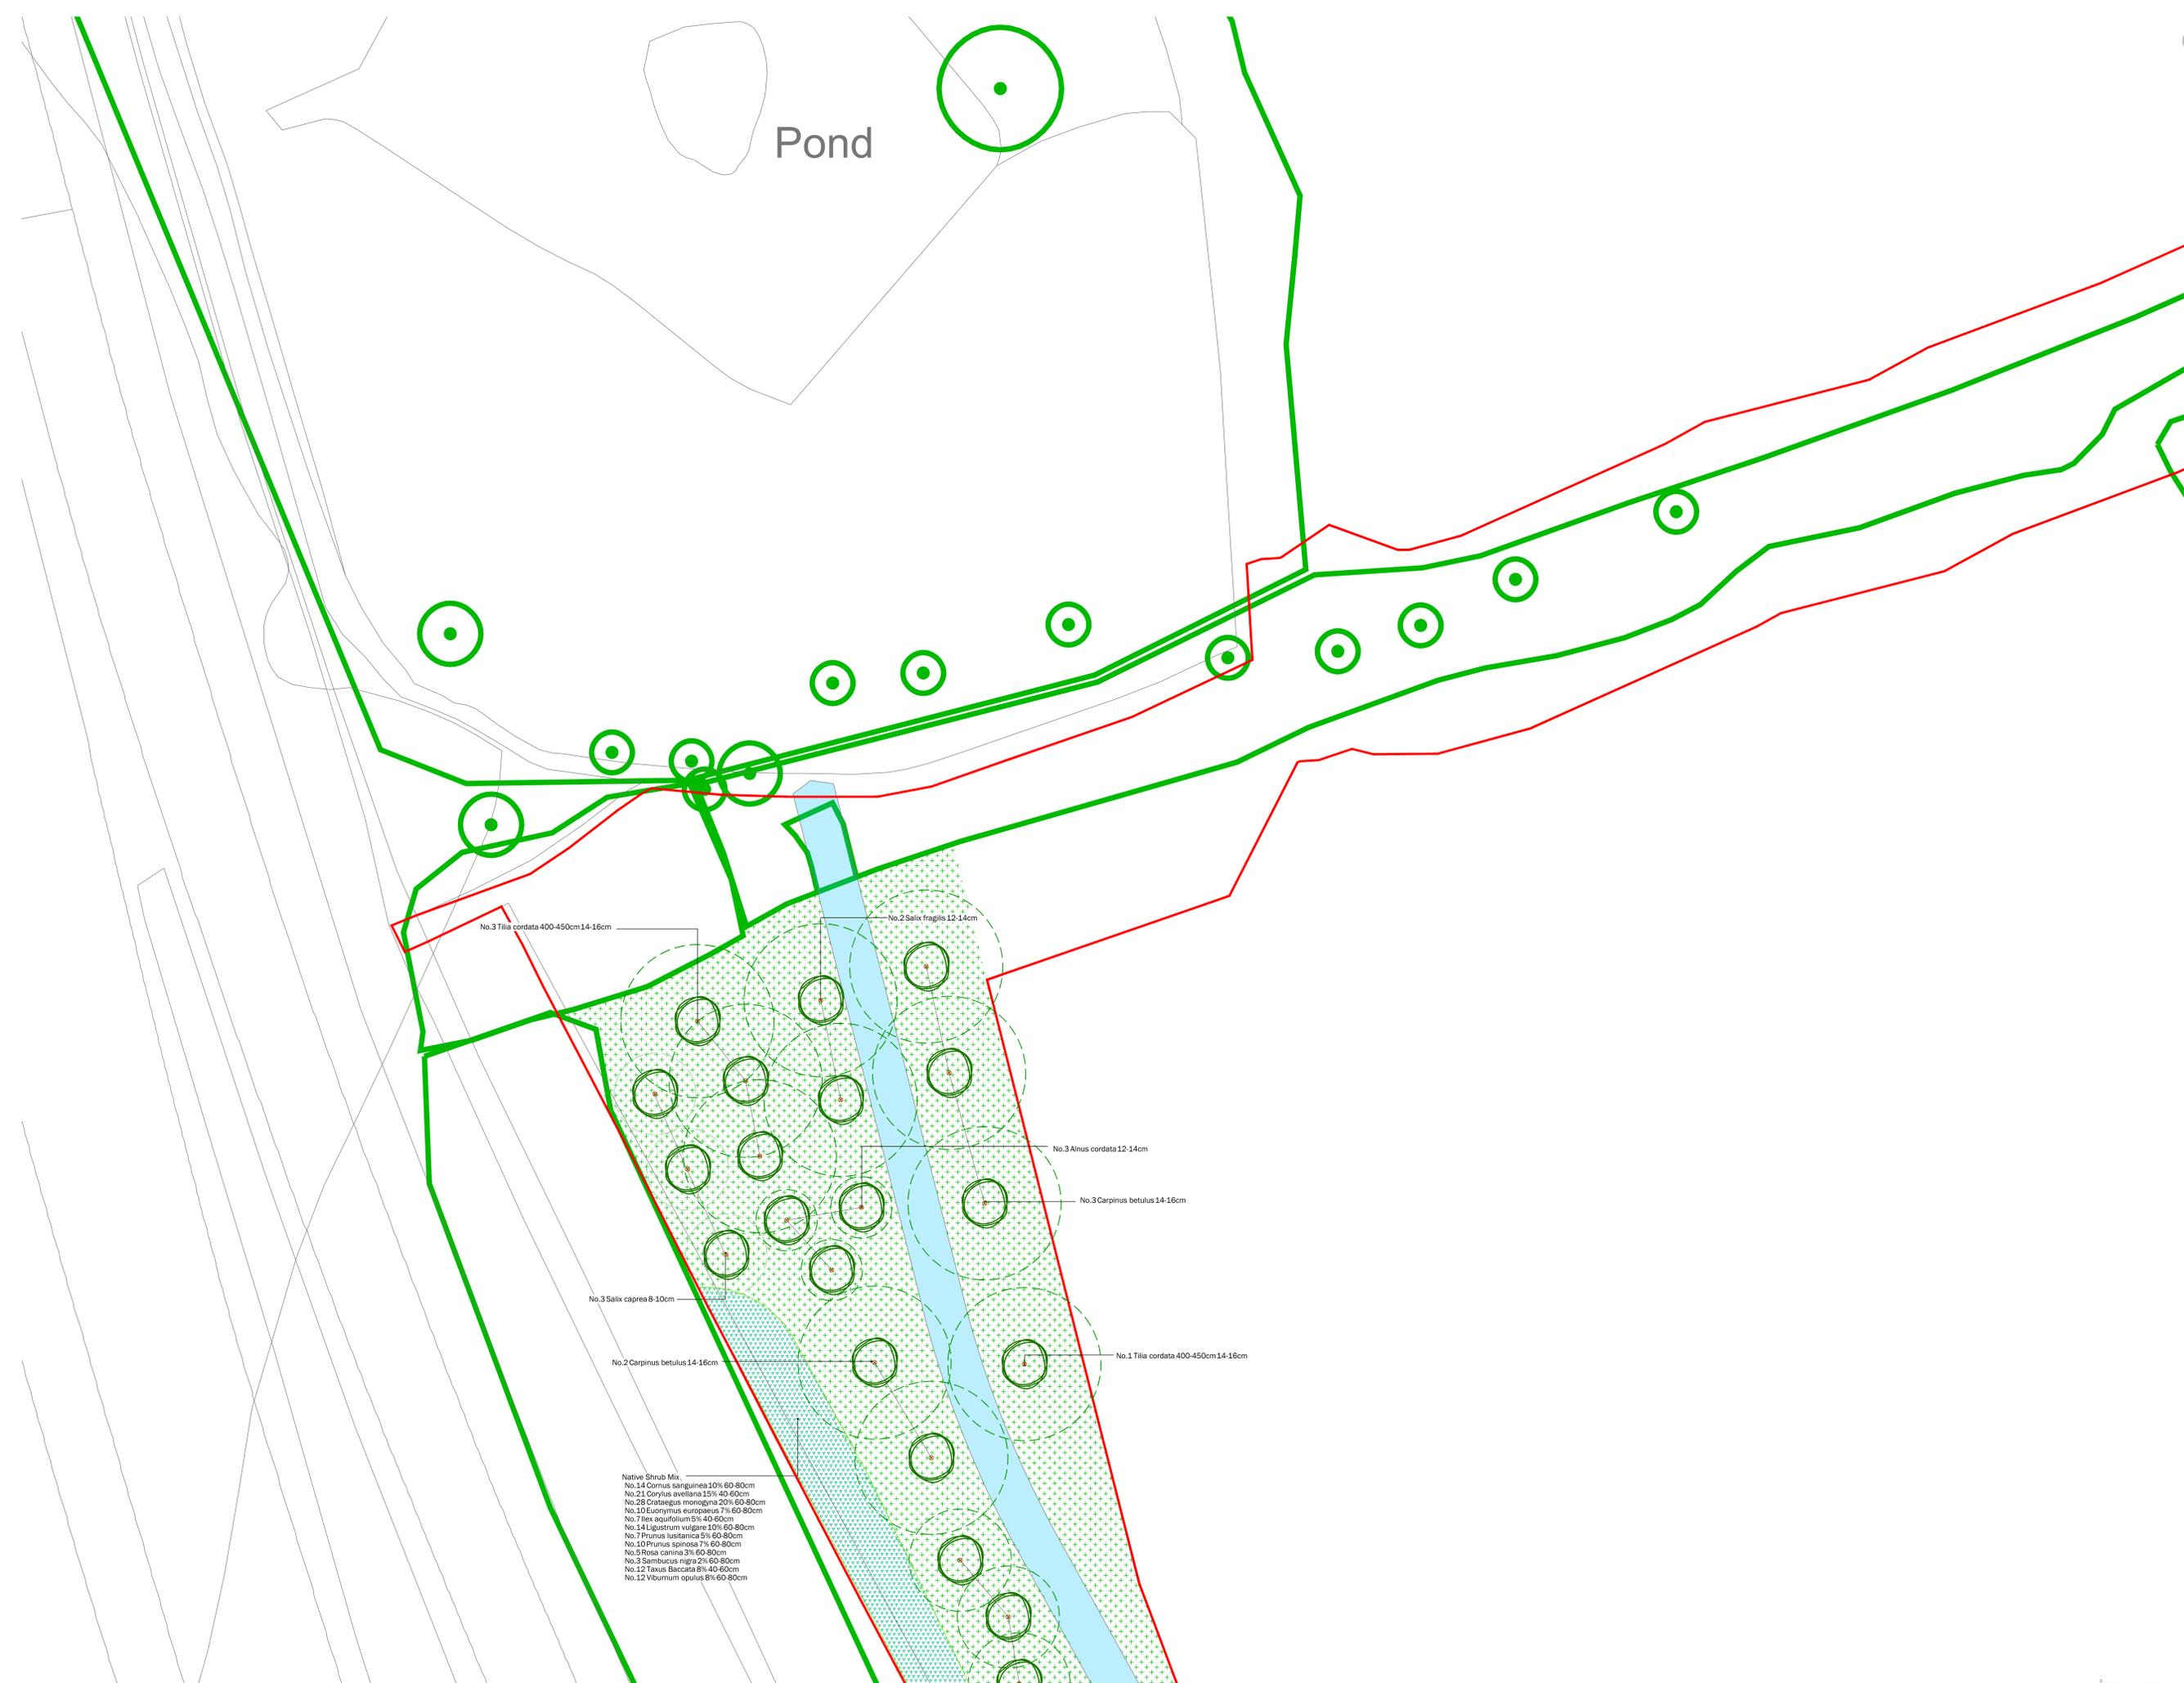 Pond
No.2 Salix fragilis 12-14cm
No.3 Tilia cordata 400-450cm 14-16cm
No.3 Alnus cordata 12-14cm
No.3 Carpinus betulus 14-16cm
No.3 Salix caprea 8-10cm
No.1 Tilia cordata 400-450cm 14-16cm
No.2 Carpinus betulus 14-16cm
Native Shrub Mix
No.14 Cornus sanguinea 10% 60-80cm
No.21 Corylus avellana 15% 40-60cm
No.28 Crataegus monogyna 20% 60-80cm
No.10 Euonymus europaeus 7% 60-80cm
No.7 Ilex aquifolium 5% 40-60cm
No.14 Ligustrum vulgare 10% 60-80cm
No.7 Prunus lusitanica 5% 60-80cm
No.10 Prunus spinosa 7% 60-80cm
No.5 Rosa canina 3% 60-80cm
No.3 Sambucus nigra 2% 60-80cm
No.12 Taxus Baccata 8% 40-60cm
No.12 Viburnum opulus 8% 60-80cm